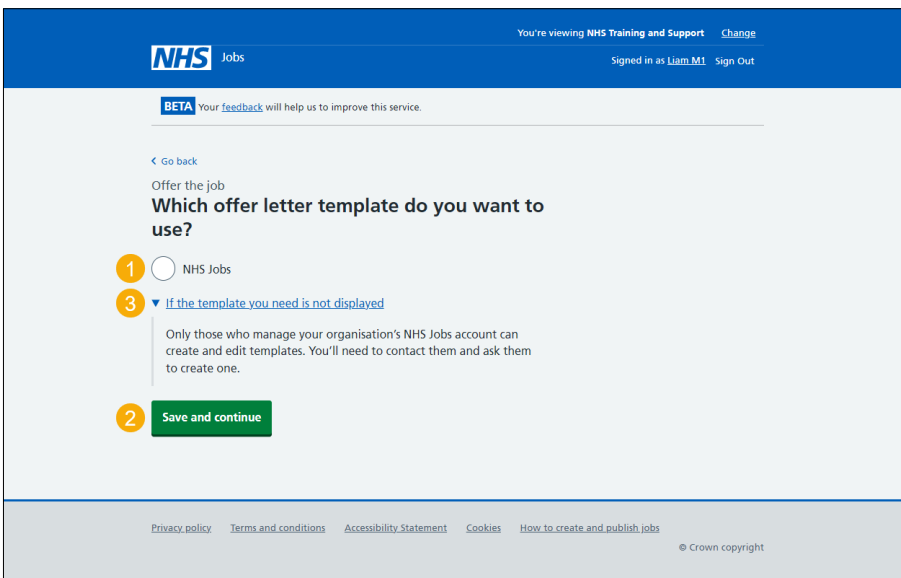 You're viewing NHS Training and Support Change
NHS Jobs
Signed in as Liam M1 Sign Out
BETA Your feedback will help us to improve this service.
Go back
Offer the job
Which offer letter template do you want to
use?
1 NHS Jobs
3 If the template you need is not displayed
Only those who manage your organisation's NHS Jobs account can
create and edit templates. You'll need to contact them and ask them
to create one.
2 Save and continue
Privacy policy Terms and conditions Accessibility Statement Cookies How to create and publish jobs
© Crown copyright